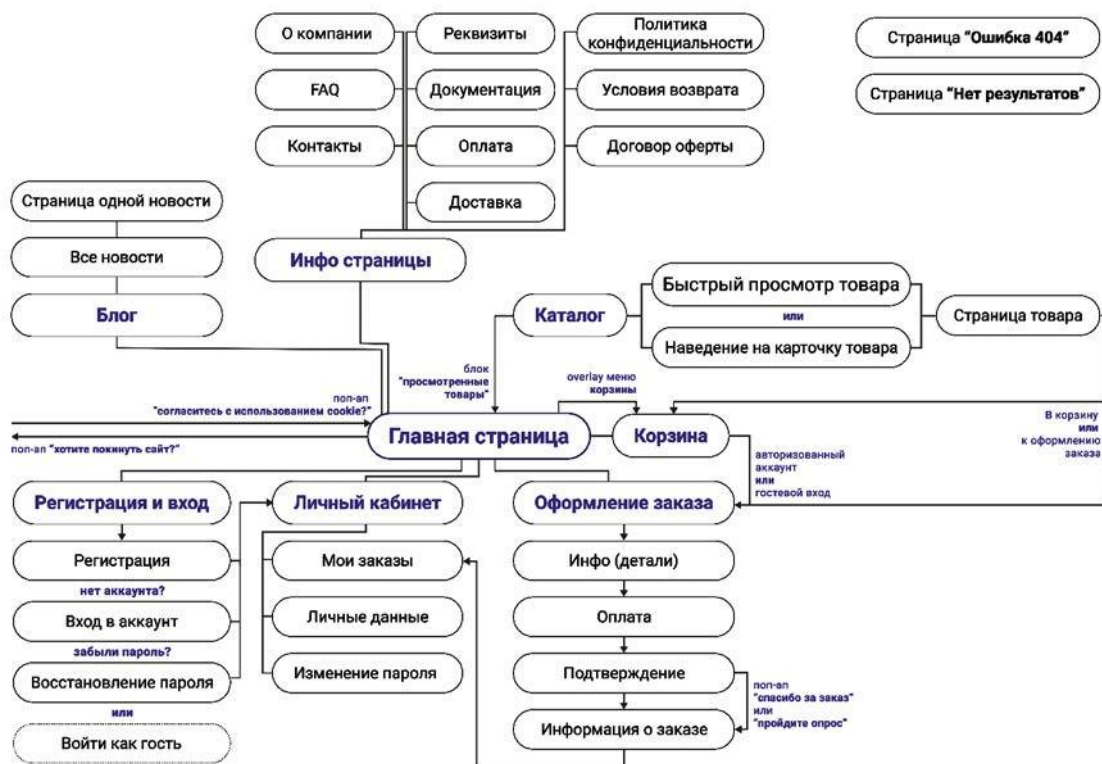 О компании
Реквизиты
Политика
конфиденциальности
Страница “Ошибка 404”
FAQ
Документация
Условия возврата
Страница “Нет результатов”
Контакты
Оплата
Договор оферты
Страница одной новости
Доставка
Все новости
Инфо страницы
Блог
Каталог
Быстрый просмотр товара
или
Наведение на карточку товара
Страница товара
блок
"просмотренные
товары"
overlay меню
корзины
поп-ап
"согласитесь с использованием cookie?"
поп-ап "хотите покинуть сайт?"
Главная страница
Корзина
В корзину
или
к оформлению
заказа
авторизованный
аккаунт
или
гостевой вход
Регистрация и вход
Личный кабинет
Оформление заказа
Регистрация
нет аккаунта?
Вход в аккаунт
забыли пароль?
Восстановление пароля
или
Войти как гость
Мои заказы
Личные данные
Изменение пароля
Инфо (детали)
Оплата
Подтверждение
поп-ап
"спасибо за заказ"
или
"пройдите опрос"
Информация о заказе